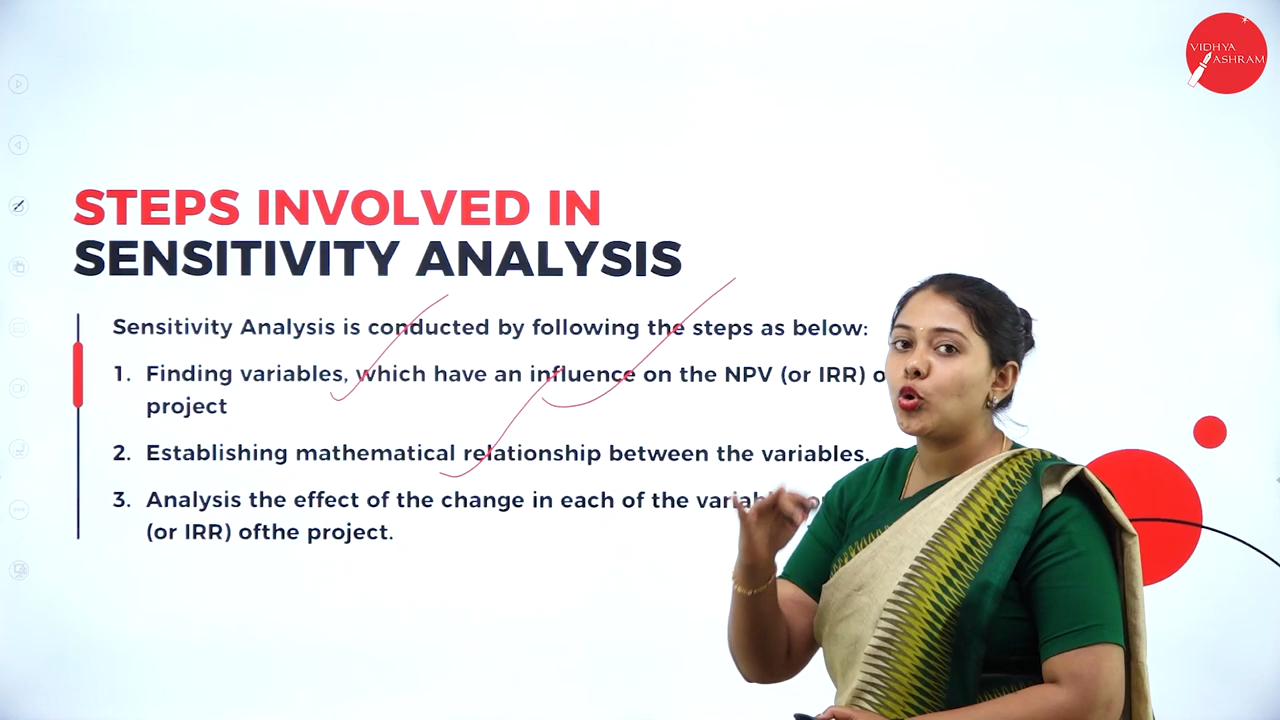 VIDHYA
ASHRAM
STEPS INVOLVED IN
SENSITIVITY ANALYSIS
Sensitivity Analysis is conducted by following the steps as below:
1. Finding variables, which have an influence on the NPV (or IRR)
project
2. Establishing mathematical relationship between the variables.
3. Analysis the effect of the change in each of the
(or IRR) ofthe project.